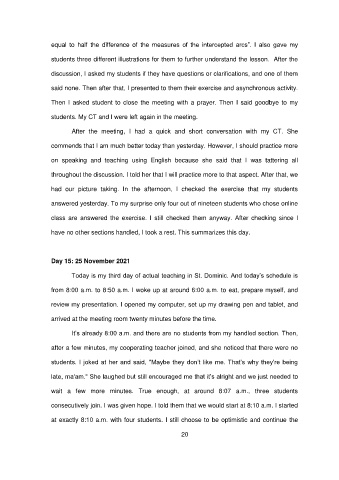 equal to half the difference of the measures of the intercepted arcs". I also gave my
students three different illustrations for them to further understand the lesson. After the
discussion, I asked my students if they have questions or clarifications, and one of them
said none. Then after that, I presented to them their exercise and asynchronous activity.
Then I asked student to close the meeting with a prayer. Then I said goodbye to my
students. My CT and I were left again in the meeting.
After the meeting, I had a quick and short conversation with my CT. She
commends that I am much better today than yesterday. However, I should practice more
on speaking and teaching using English because she said that I was tattering all
throughout the discussion. I told her that I will practice more to that aspect. After that, we
had our picture taking. In the afternoon, I checked the exercise that my students
answered yesterday. To my surprise only four out of nineteen students who chose online
class are answered the exercise. I still checked them anyway. After checking since I
have no other sections handled, I took a rest. This summarizes this day.
Day 15: 25 November 2021
Today is my third day of actual teaching in St. Dominic. And today's schedule is
from 8:00 a.m. to 8:50 a.m. I woke up at around 6:00 a.m. to eat, prepare myself, and
review my presentation. I opened my computer, set up my drawing pen and tablet, and
arrived at the meeting room twenty minutes before the time.
It's already 8:00 a.m. and there are no students from my handled section. Then,
after a few minutes, my cooperating teacher joined, and she noticed that there were no
students. I joked at her and said, "Maybe they don't like me. That's why they're being
late, ma'am." She laughed but still encouraged me that it's alright and we just needed to
wait a few more minutes. True enough, at around 8:07 a.m., three students
consecutively join. I was given hope. I told them that we would start at 8:10 a.m. I started
at exactly 8:10 a.m. with four students. I still choose to be optimistic and continue the
20